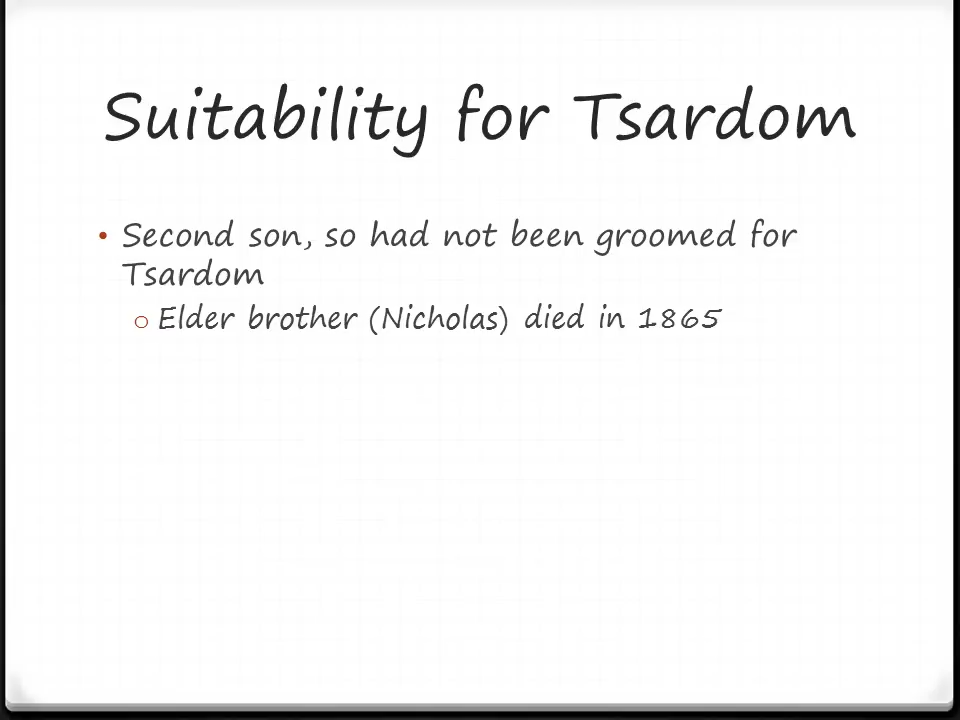 Suitability for Tsardom
• Second son, so had not been groomed for
Tsardom
o Elder brother (Nicholas) died in 1865